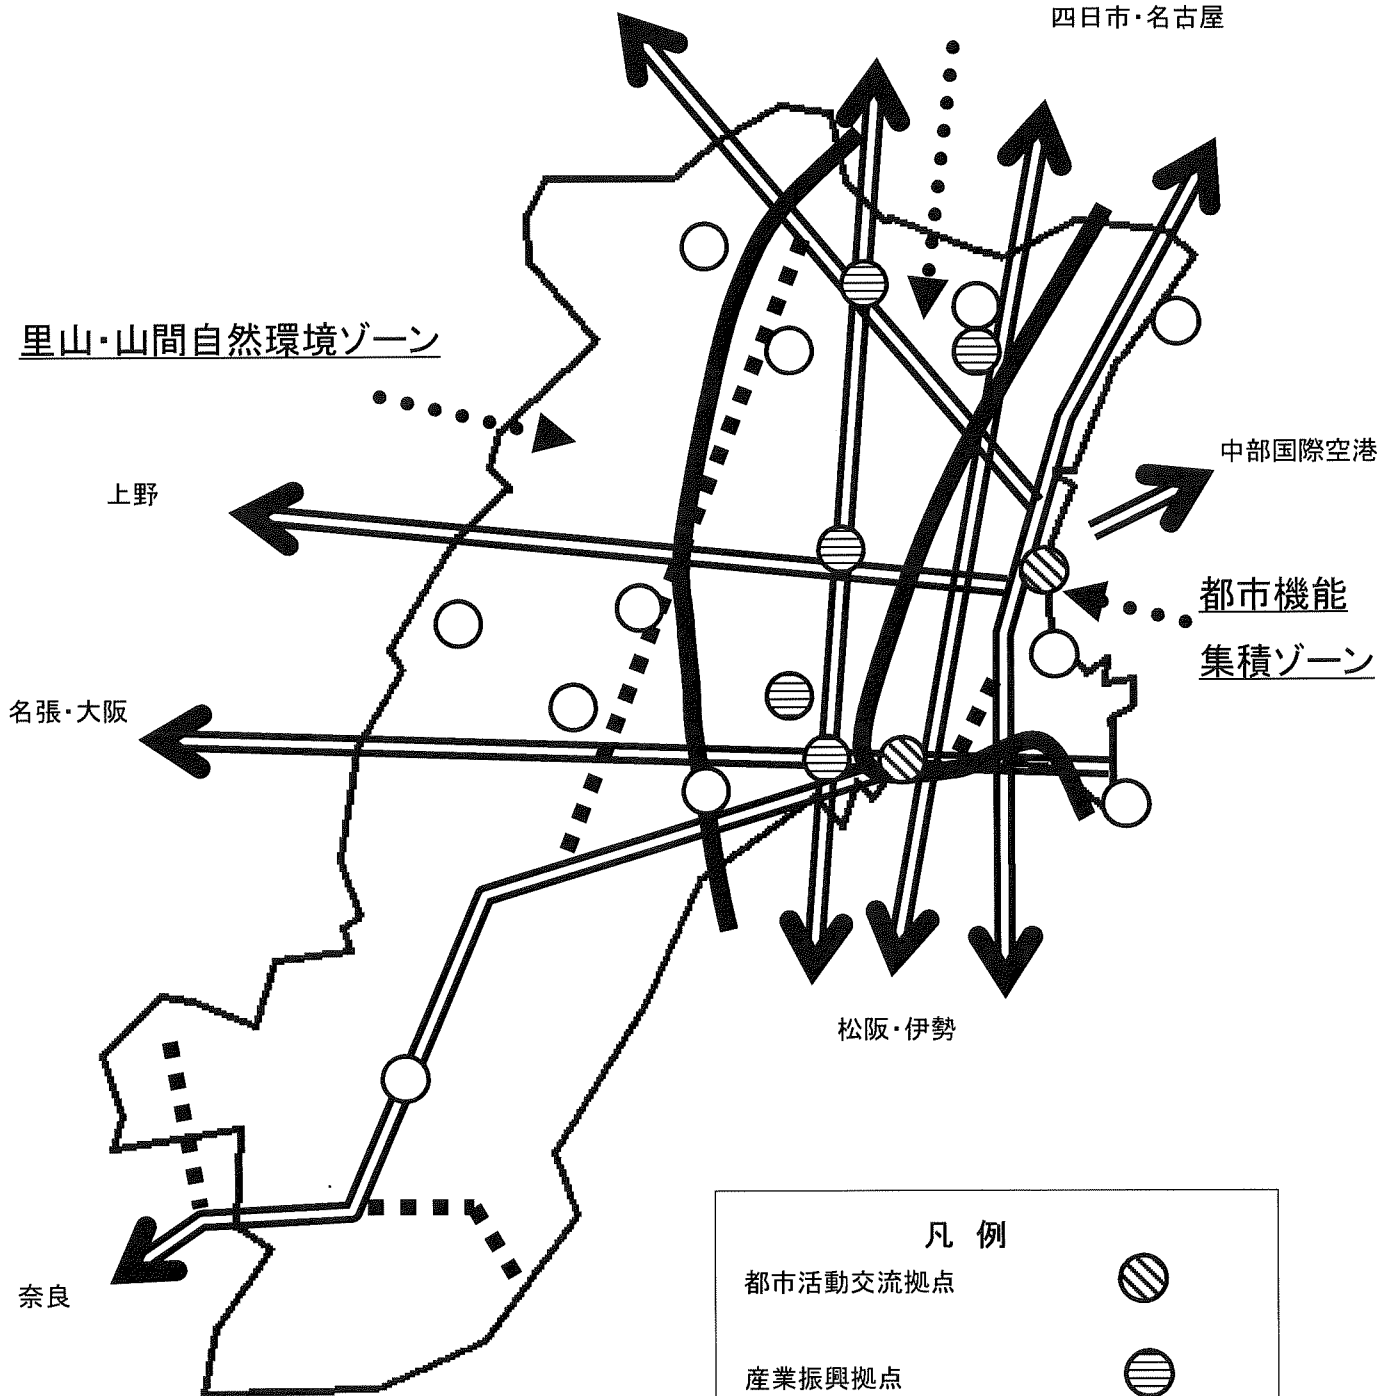 四日市・名古屋
里山・山間自然環境ゾーン
中部国際空港
上野
都市機能
集積ゾーン
名張・大阪
松阪・伊勢
奈良
凡 例
都市活動交流拠点
産業振興拠点